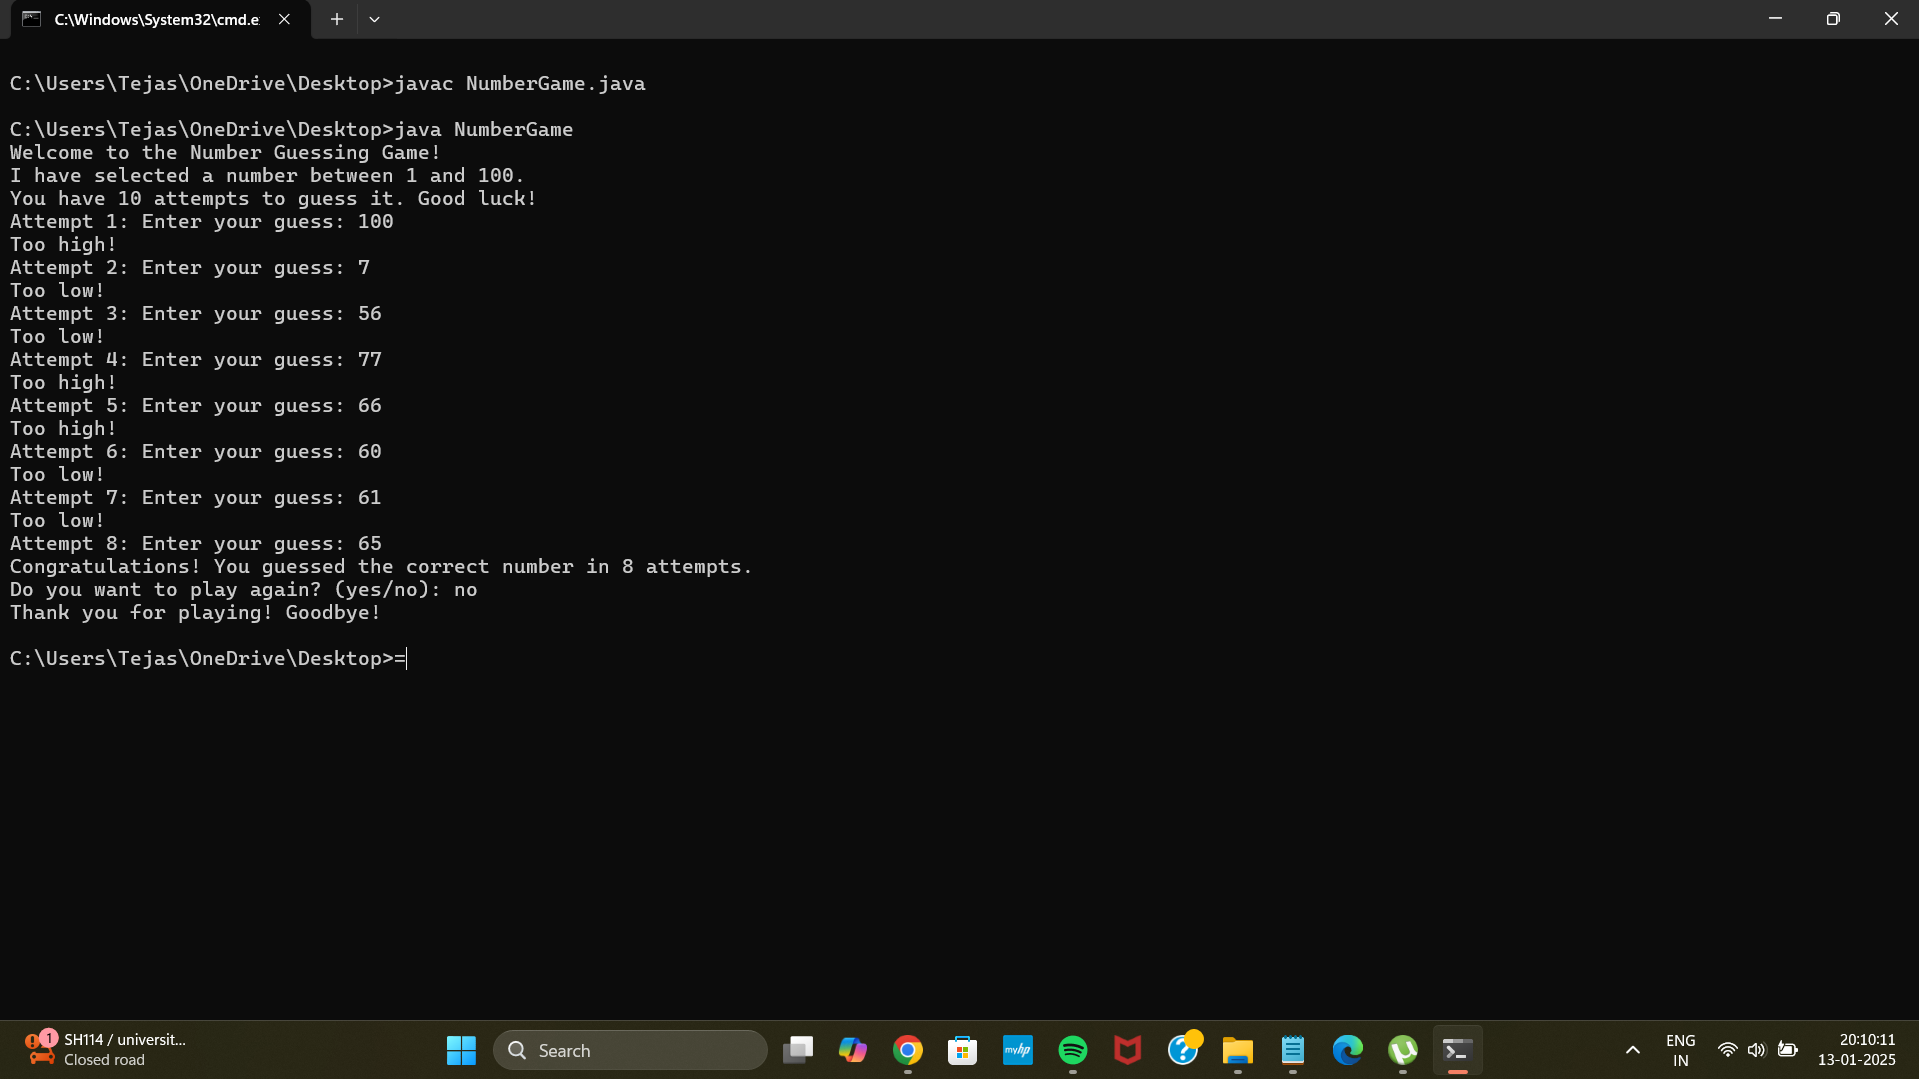 C:\Windows\System32\cmd.e
C:\Users\Tejas\OneDrive\Desktop>javac NumberGame.java
C:\Users\Tejas\OneDrive\Desktop>java NumberGame
Welcome to the Number Guessing Game!
I have selected a number between 1 and 100.
You have 10 attempts to guess it. Good luck!
Attempt 1: Enter your guess: 100
Too high!
Attempt 2: Enter your guess: 7
Too low!
Attempt 3: Enter your guess: 56
Too low!
Attempt 4: Enter your guess: 77
Too high!
Attempt 5: Enter your guess: 66
Too high!
Attempt 6: Enter your guess: 60
Too low!
Attempt 7: Enter your guess: 61
Too low!
Attempt 8: Enter your guess: 65
Congratulations! You guessed the correct number in 8 attempts.
Do you want to play again? (yes/no): no
Thank you for playing! Goodbye!
C:\Users\Tejas\OneDrive\Desktop>=
1
SH114 / universit...
Closed road
Search
myhp
ENG
IN
20:10:11
13-01-2025